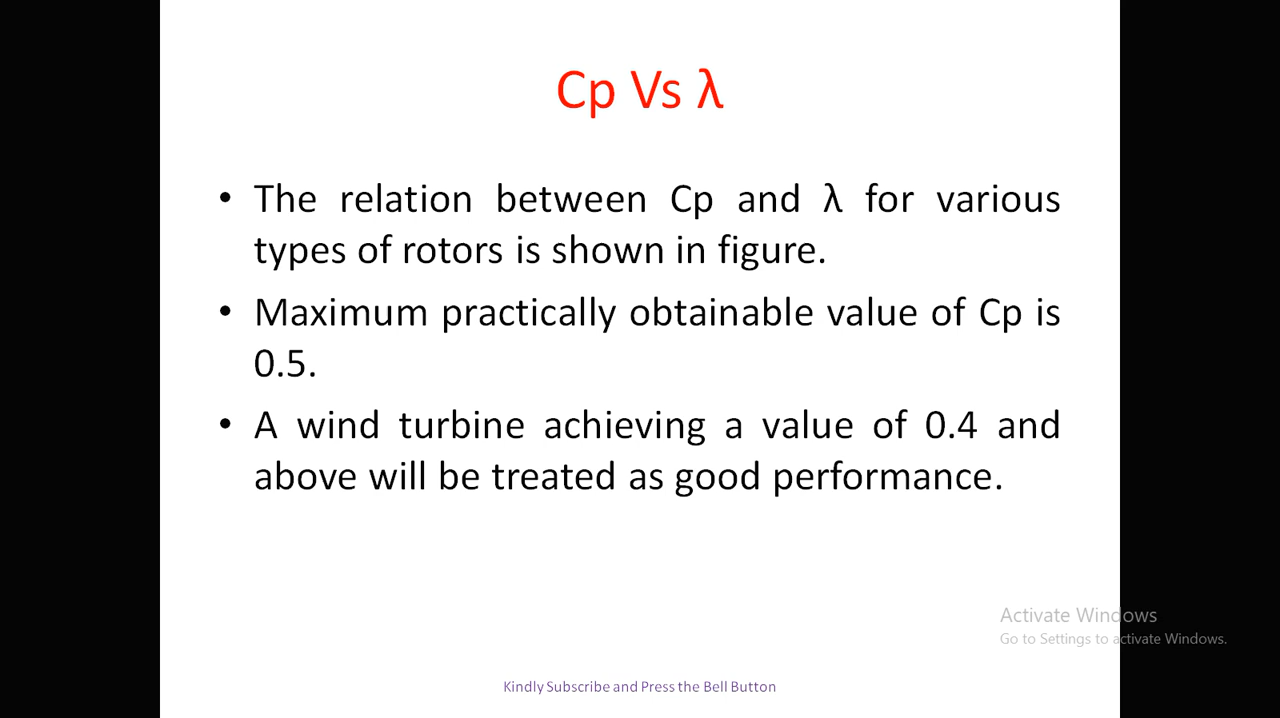 Cp Vs λ
• The relation between Cp and λ for various
types of rotors is shown in figure.
• Maximum practically obtainable value of Cp is
0.5.
• A wind turbine achieving a value of 0.4 and
above will be treated as good performance.
Activate Windows
Go to Settings to activate Windows.
Kindly Subscribe and Press the Bell Button